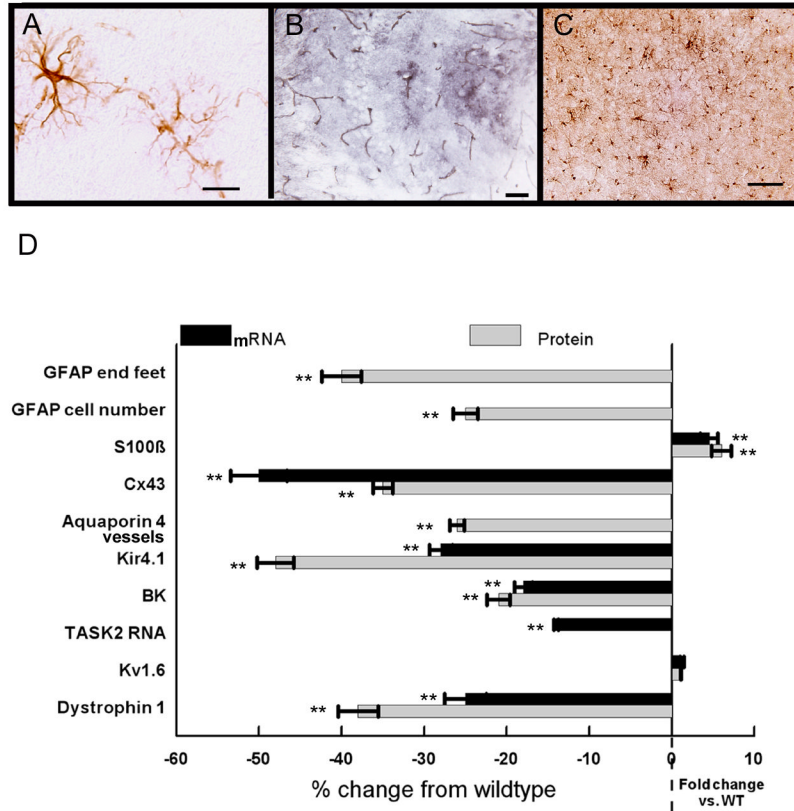 A
B
C
D
mRNA
Protein
GFAP end feet
**
GFAP cell number
**
S100ß
**
**
Cx43
**
**
Aquaporin 4
vessels
**
Kir4.1
**
**
BK
**
**
TASK2 RNA
**
Kv1.6
Dystrophin 1
**
**
-60
-50
-40
-30
-20
-10
0
10
% change from wildtype
Fold change
vs. WT